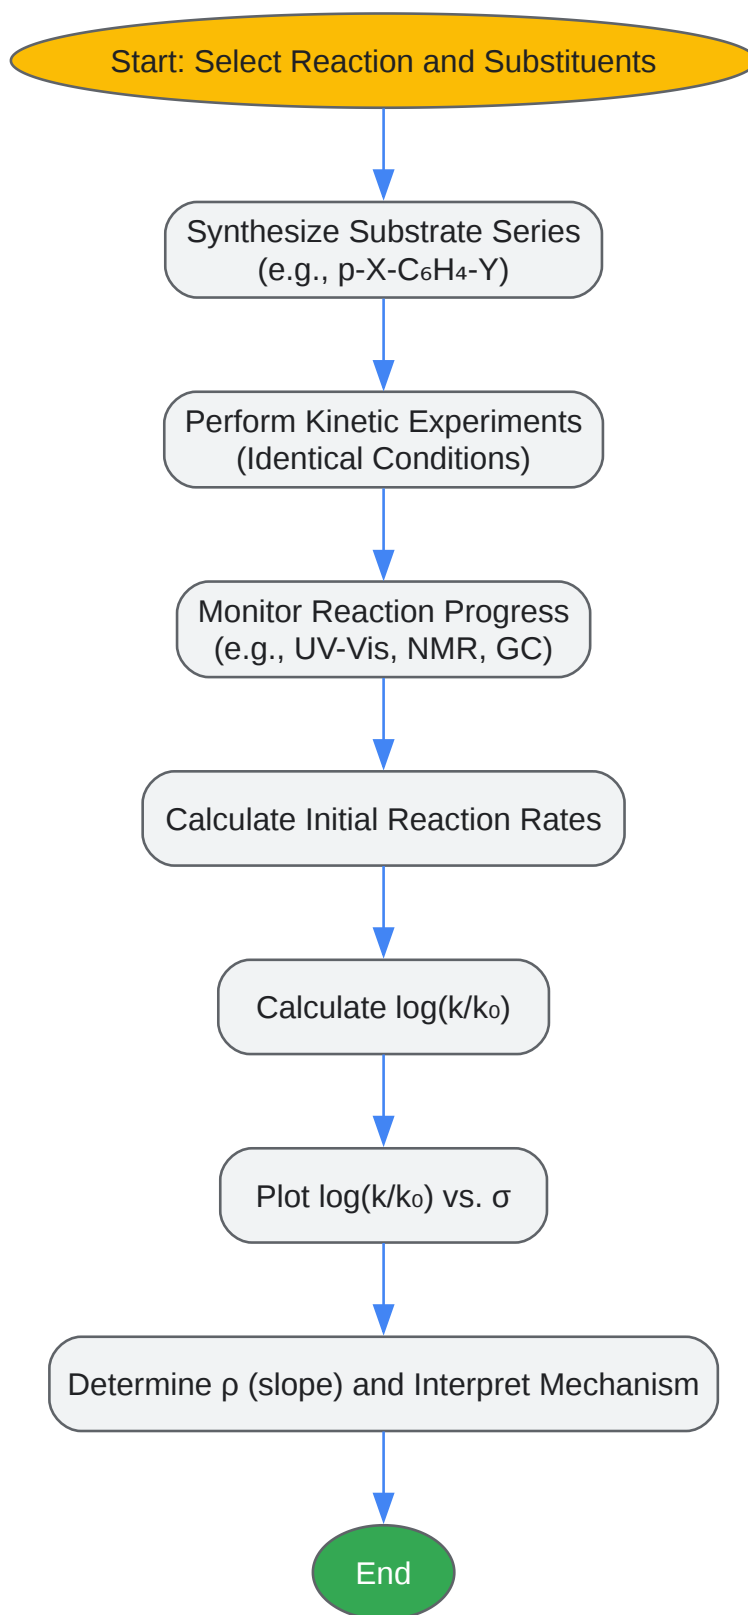 Start: Select Reaction and Substituents
Synthesize Substrate Series
(e.g., p-X-C₆H₄-Y)
Perform Kinetic Experiments
(Identical Conditions)
Monitor Reaction Progress
(e.g., UV-Vis, NMR, GC)
Calculate Initial Reaction Rates
Calculate log(k/k₀)
Plot log(k/k₀) vs. σ
Determine ρ (slope) and Interpret Mechanism
End